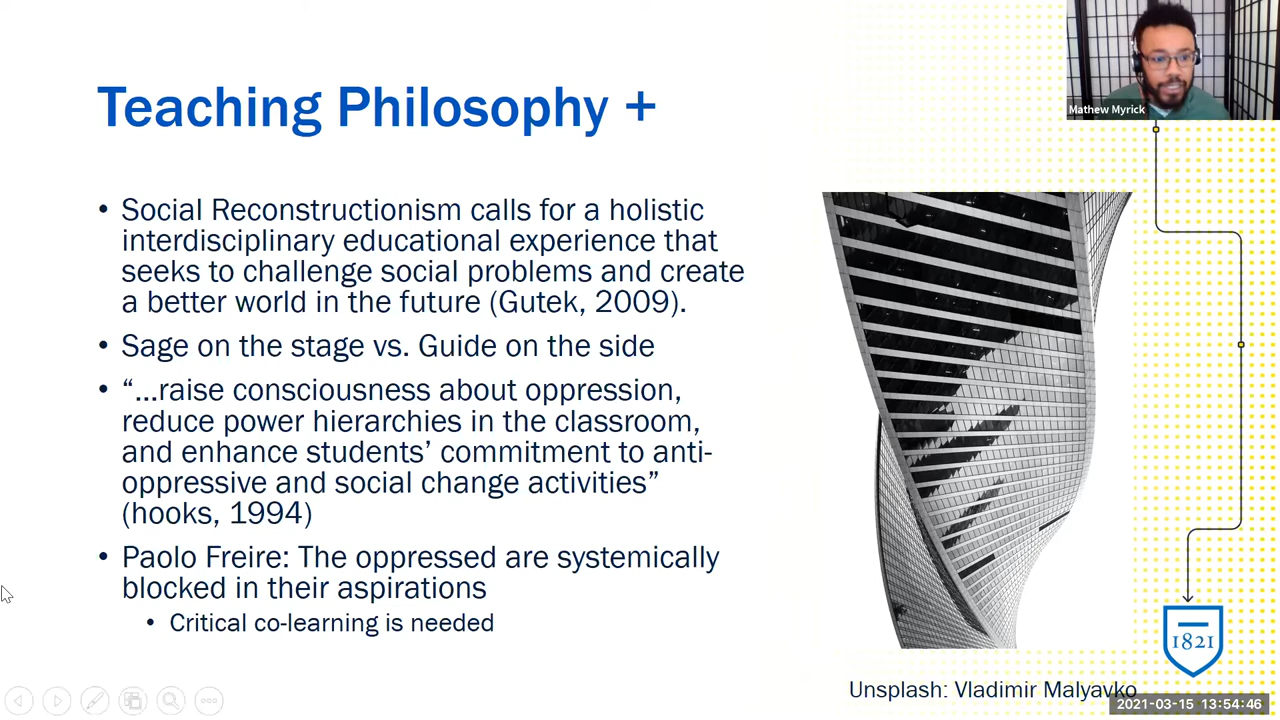 Teaching Philosophy +
Mathew Myrick
• Social Reconstructionism calls for a holistic
interdisciplinary educational experience that
seeks to challenge social problems and create
a better world in the future (Gutek, 2009).
• Sage on the stage vs. Guide on the side
• “...raise consciousness about oppression,
reduce power hierarchies in the classroom,
and enhance students’ commitment to anti-
oppressive and social change activities”
(hooks, 1994)
• Paolo Freire: The oppressed are systemically
blocked in their aspirations
• Critical co-learning is needed
1821
Unsplash: Vladimir Malyavko
2021-03-15 13:54:46